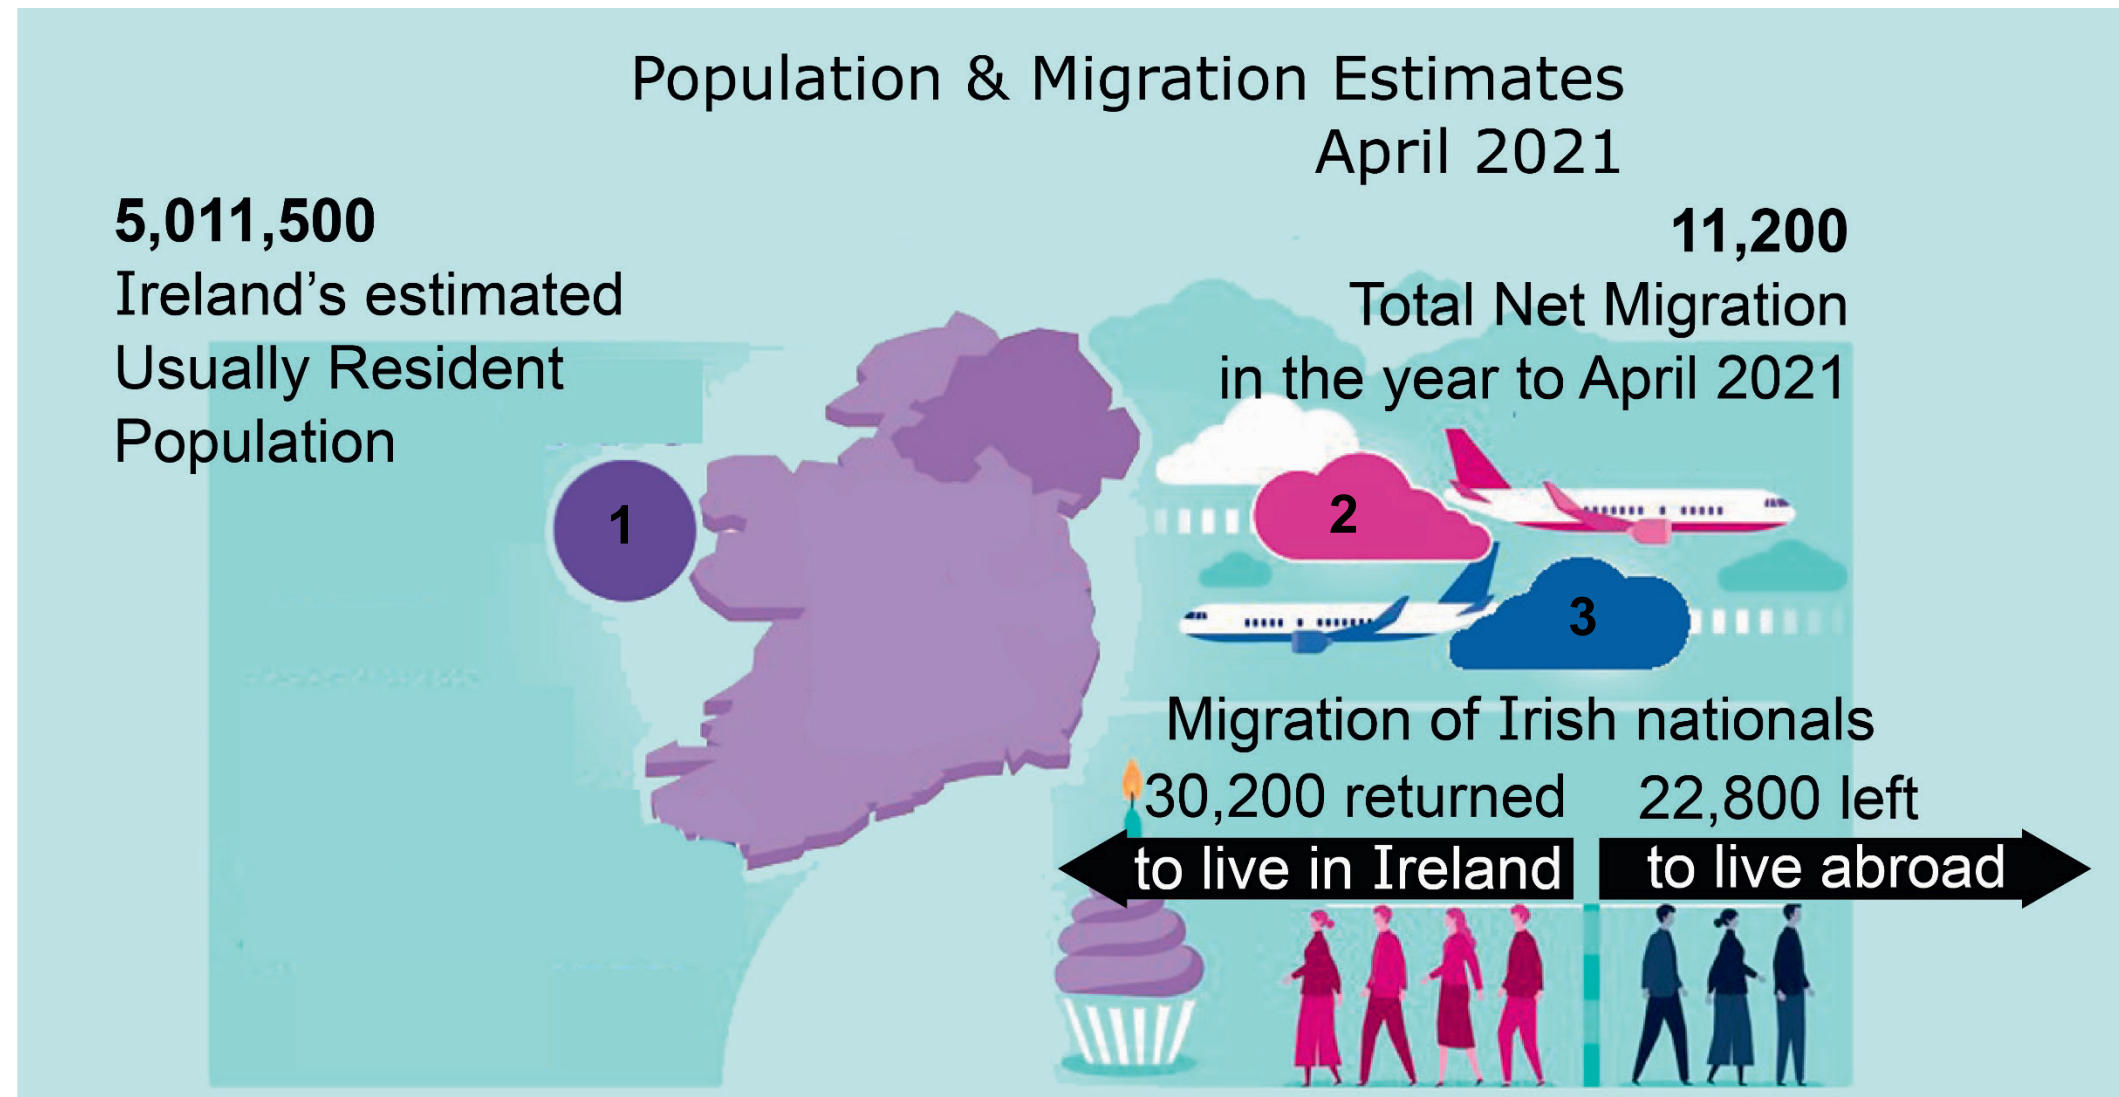 Population & Migration Estimates
April 2021
5,011,500
Ireland’s estimated
Usually Resident
Population
11,200
Total Net Migration
in the year to April 2021
1
2
3
Migration of Irish nationals
30,200 returned
to live in Ireland
22,800 left
to live abroad